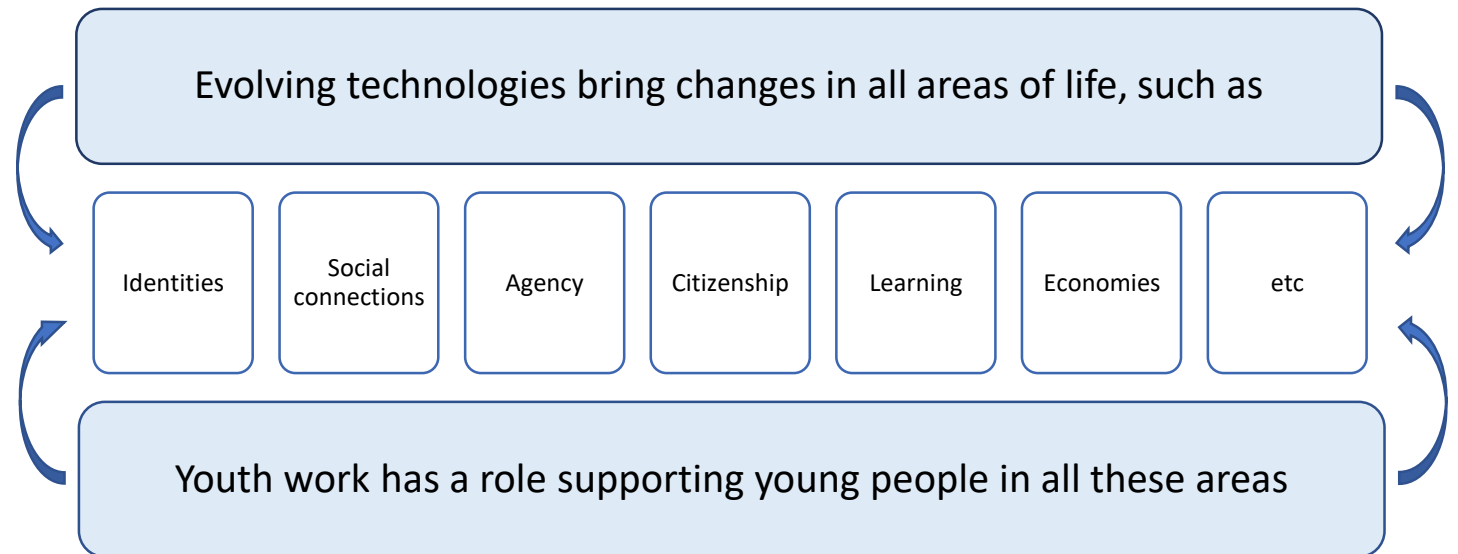 Evolving technologies bring changes in all areas of life, such as
Identities
Social
connections
Agency
Citizenship
Learning
Economies
etc
Youth work has a role supporting young people in all these areas